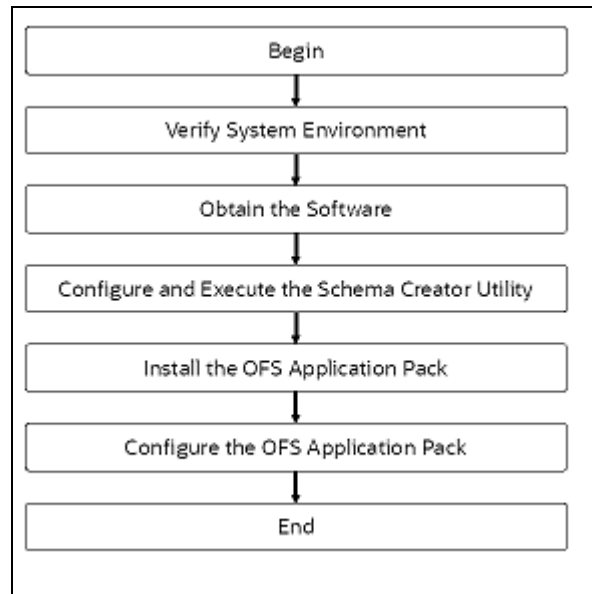 Begin
Verify System Environment
Obtain the Software
Configure and Execute the Schema Creator Utility
Install the OFS Application Pack
Configure the OFS Application Pack
End